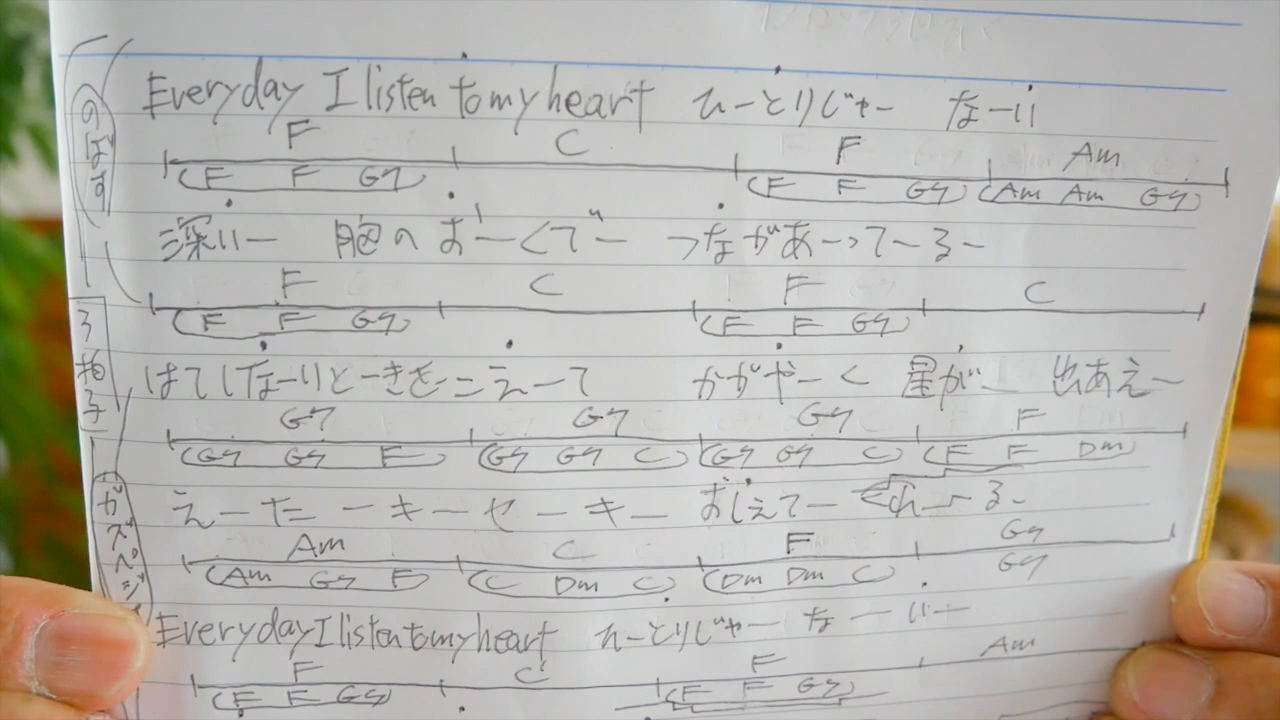 Everyday I listen to my heart ひーとりじゃー なーい
F C F Am
(F F G7) (F F G7) (Am Am G7)
深いー 胸の おーくでー つながあーってーるー
F C F C
(F F G7) (F F G7)
はてしなーいとーきをーこえーて かがやーく 星が 出あえー
G7 G7 G7 F
(G7 G7 F) (G7 G7 C) (G7 G7 C) (F F Dm)
えーたーキーセーキー おしえてーくれーるー
Am C F G7
(Am G7 F) (C Dm C) (Dm Dm C) G7
Everyday I listen to my heart ひーとりじゃー なーいー
F C F Am
(F F G7) (F F G7)
のばす
3拍子